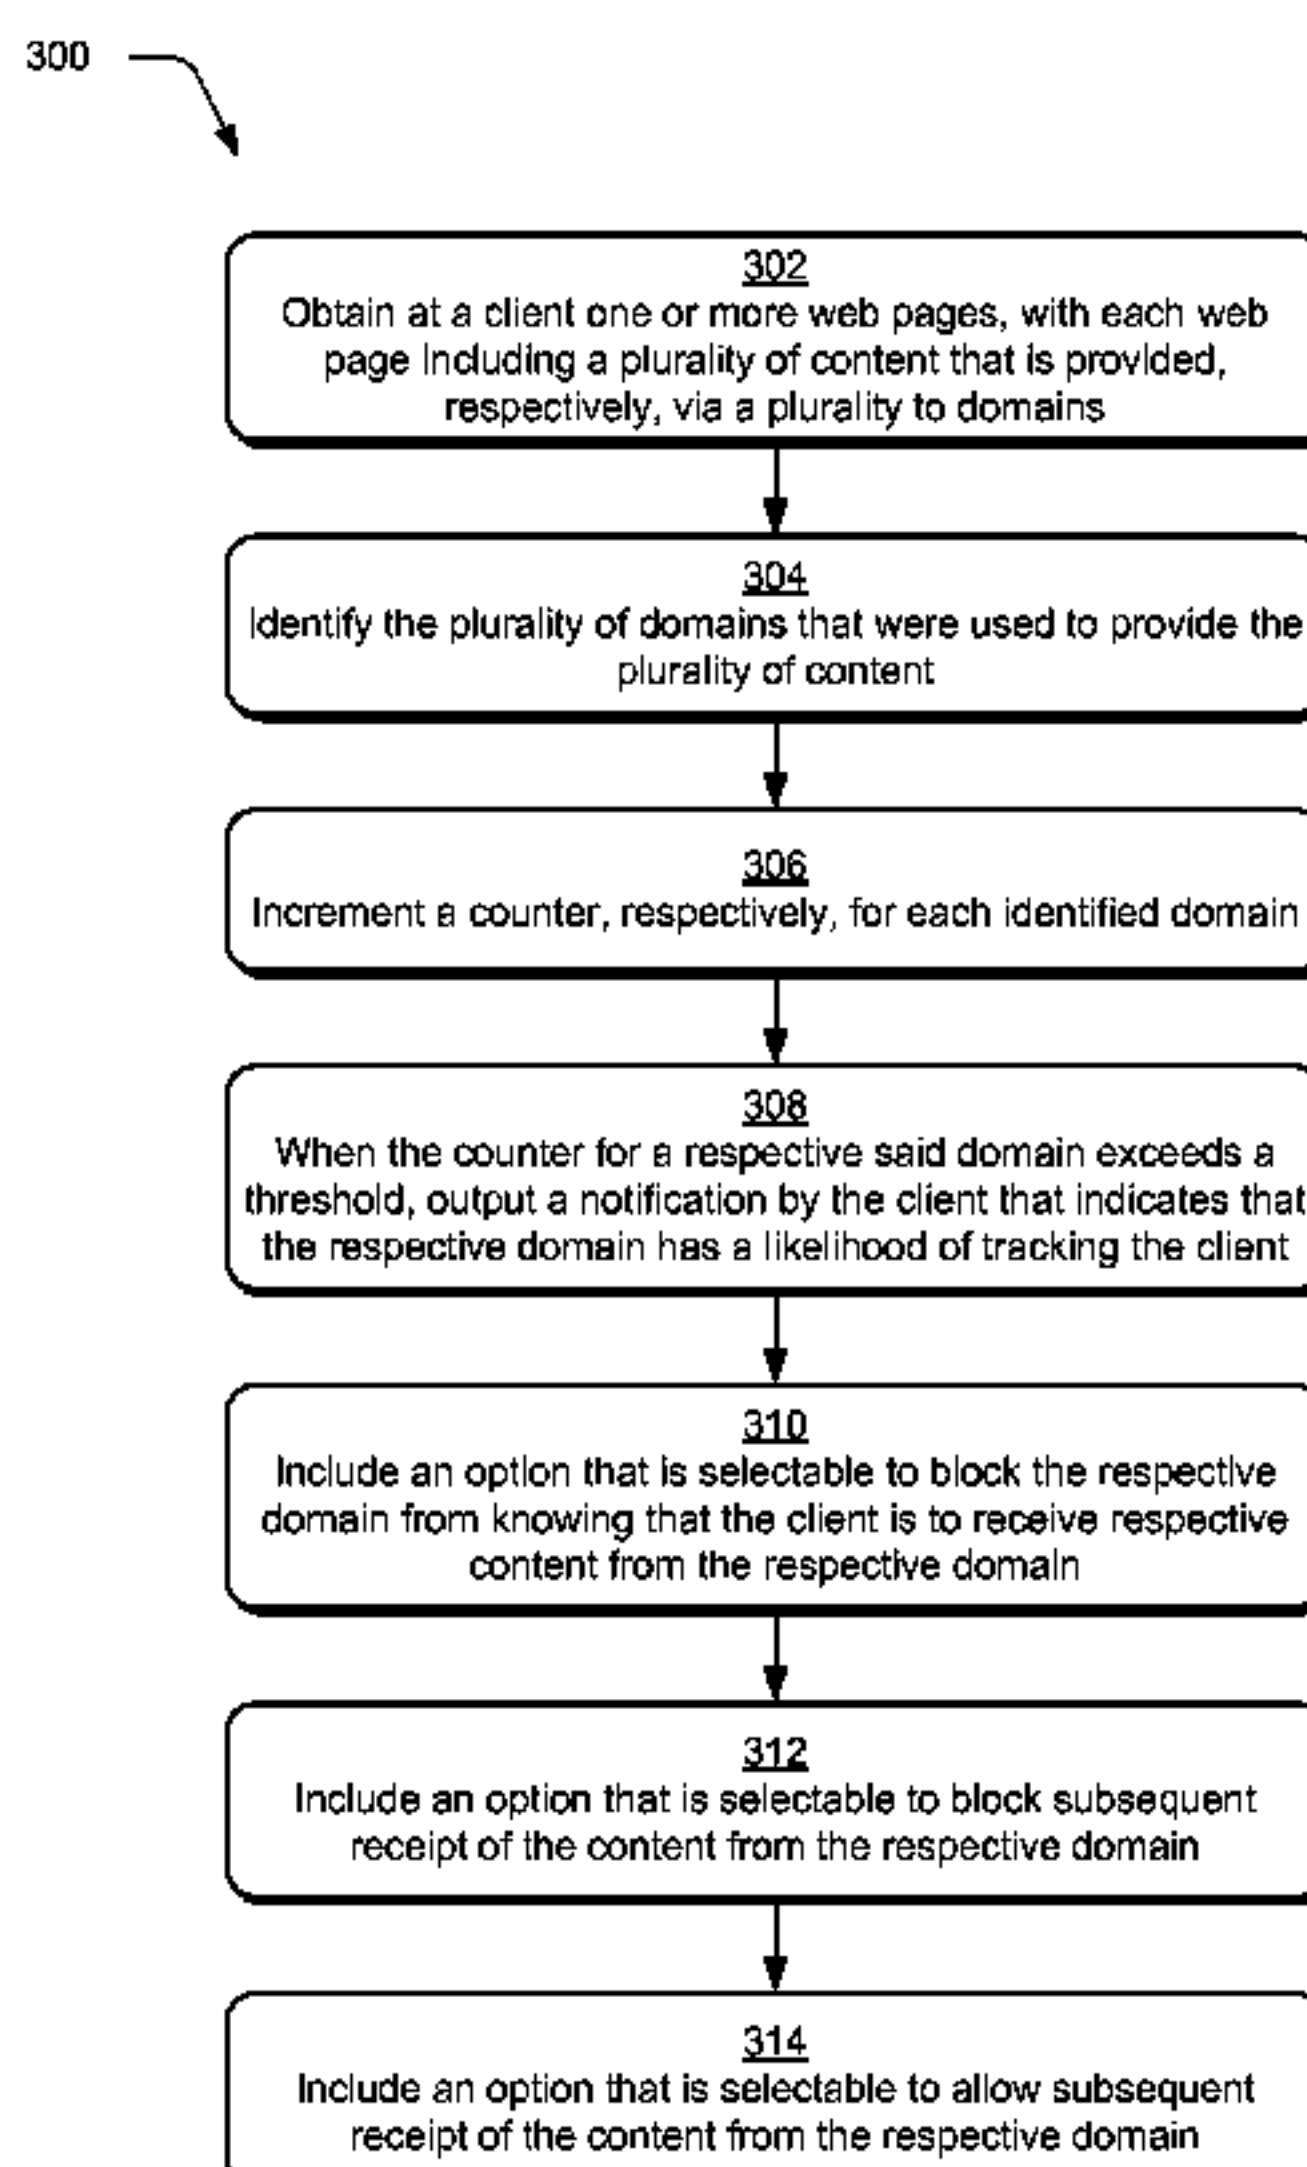 300
302
Obtain at a client one or more web pages, with each web
page including a plurality of content that is provided,
respectively, via a plurality to domains
304
Identify the plurality of domains that were used to provide the
plurality of content
306
Increment a counter, respectively, for each identified domain
308
When the counter for a respective said domain exceeds a
threshold, output a notification by the client that indicates that
the respective domain has a likelihood of tracking the client
310
Include an option that is selectable to block the respective
domain from knowing that the client is to receive respective
content from the respective domain
312
Include an option that is selectable to block subsequent
receipt of the content from the respective domain
314
Include an option that is selectable to allow subsequent
receipt of the content from the respective domain